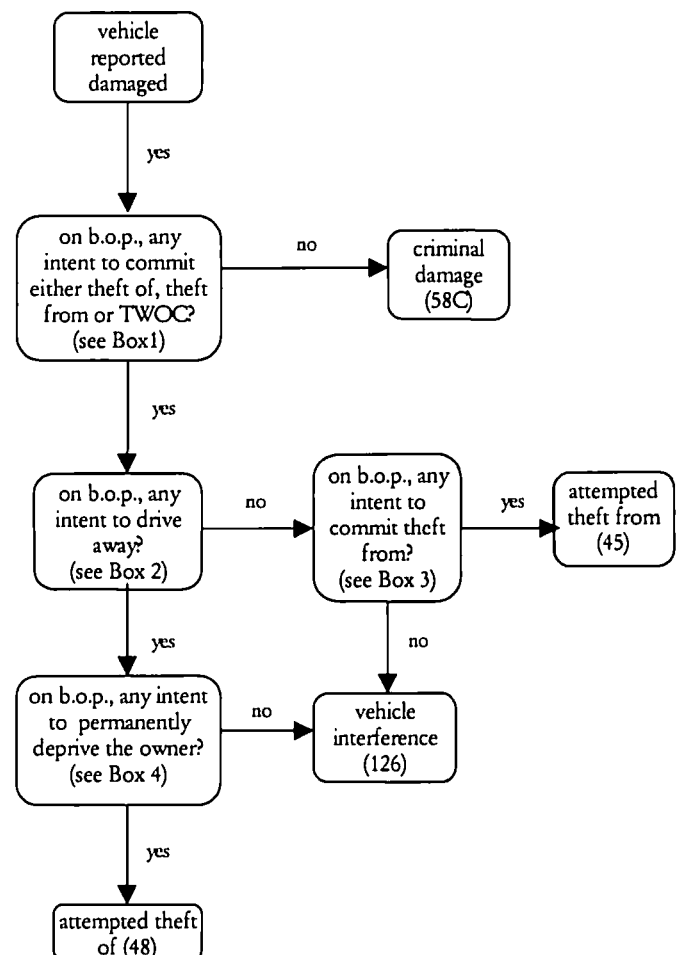 vehicle
reported
damaged
yes
on b.o.p., any
intent to commit
either theft of, theft
from or TWOC?
(see Box1)
no
criminal
damage
(58C)
yes
on b.o.p., any
intent to drive
away?
(see Box 2)
no
on b.o.p., any
intent to
commit theft
from?
(see Box 3)
yes
attempted
theft from
(45)
yes
no
on b.o.p., any intent
to permanently
deprive the owner?
(see Box 4)
no
vehicle
interference
(126)
yes
attempted theft
of (48)